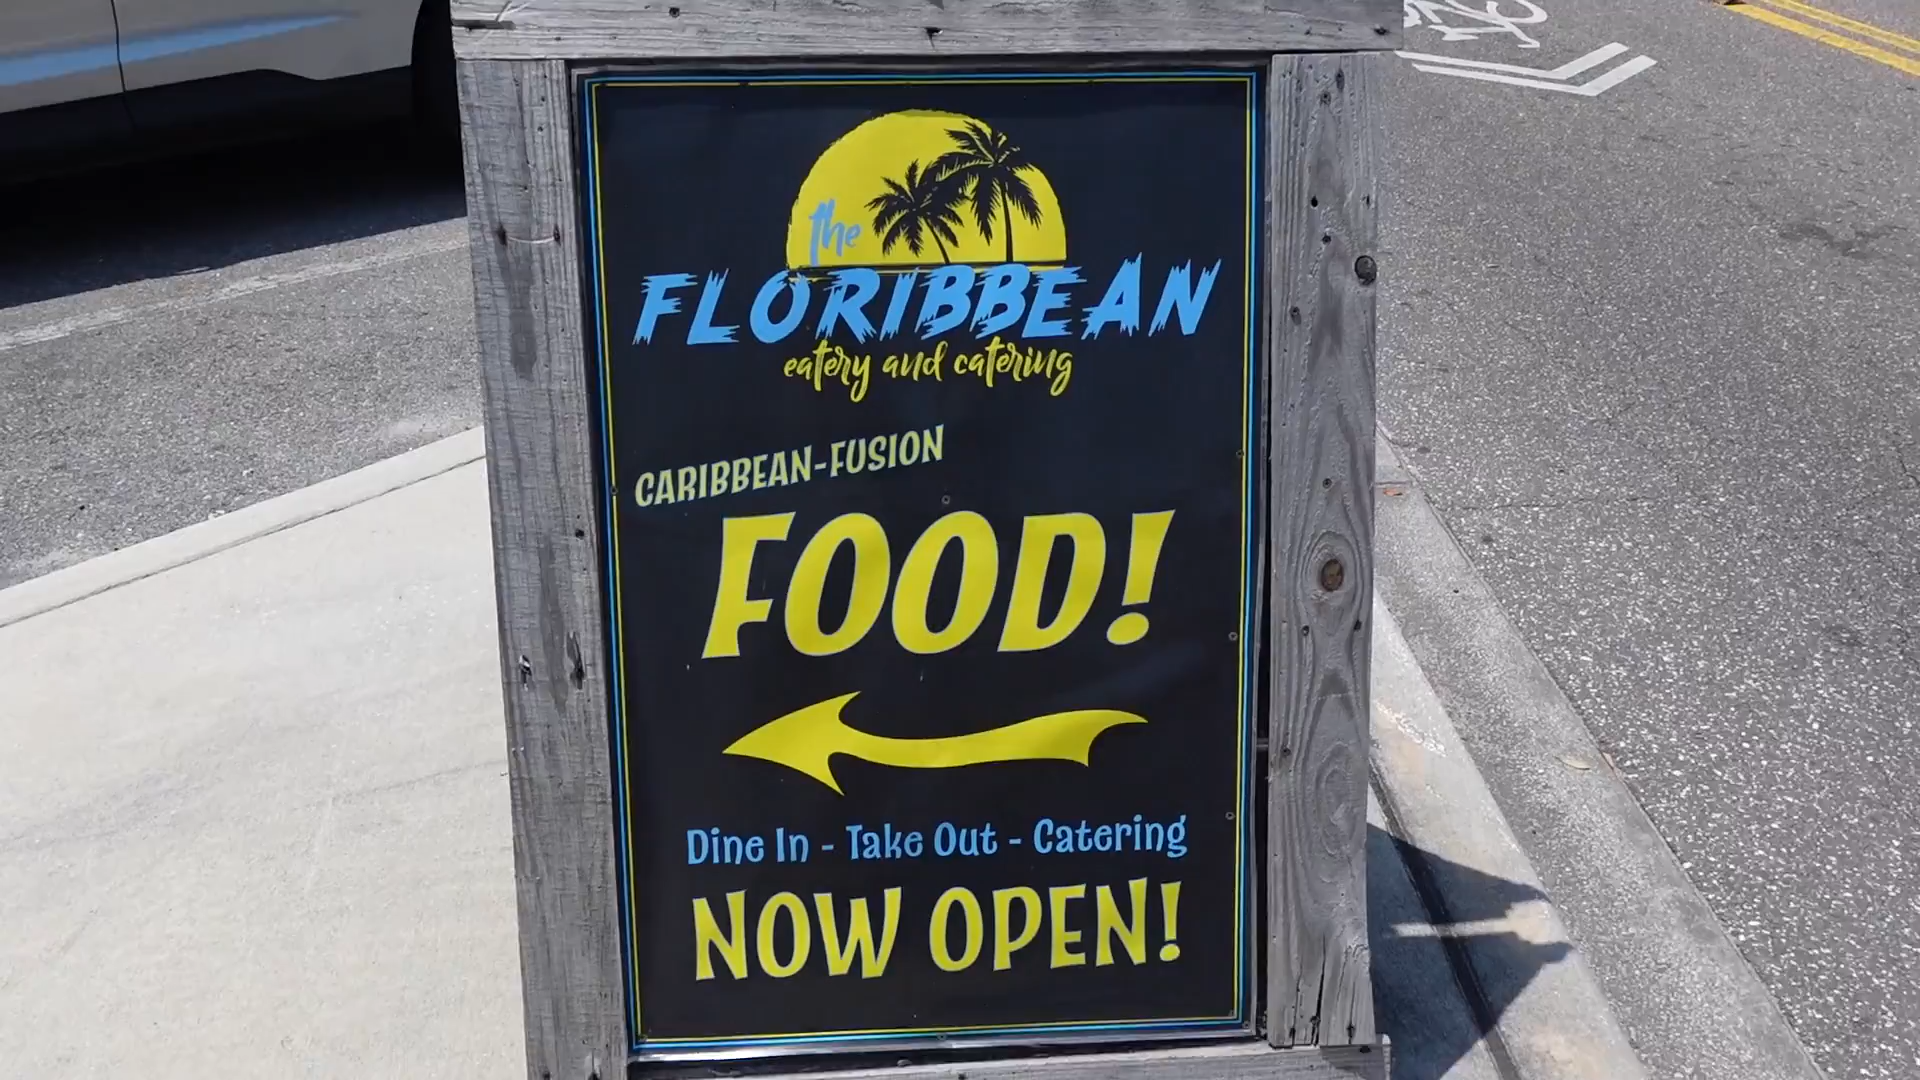 the
FLORIBBEAN
eatery and catering
CARIBBEAN-FUSION
FOOD!
Dine In - Take Out - Catering
NOW OPEN!